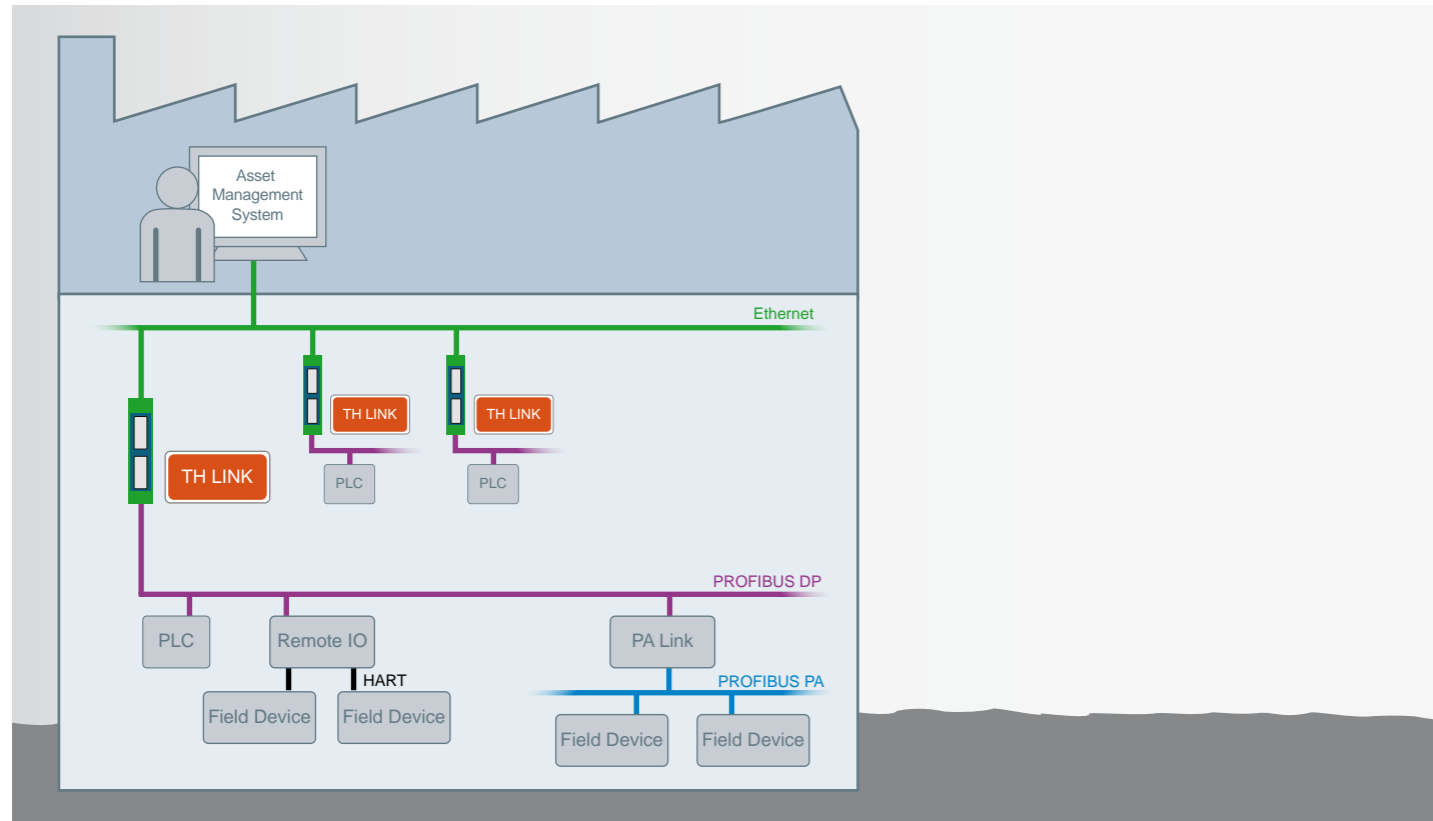 Asset
Management
System
Ethernet
TH LINK
TH LINK
TH LINK
PLC
PLC
PROFIBUS DP
PLC
Remote IO
PA Link
HART
PROFIBUS PA
Field Device
Field Device
Field Device
Field Device